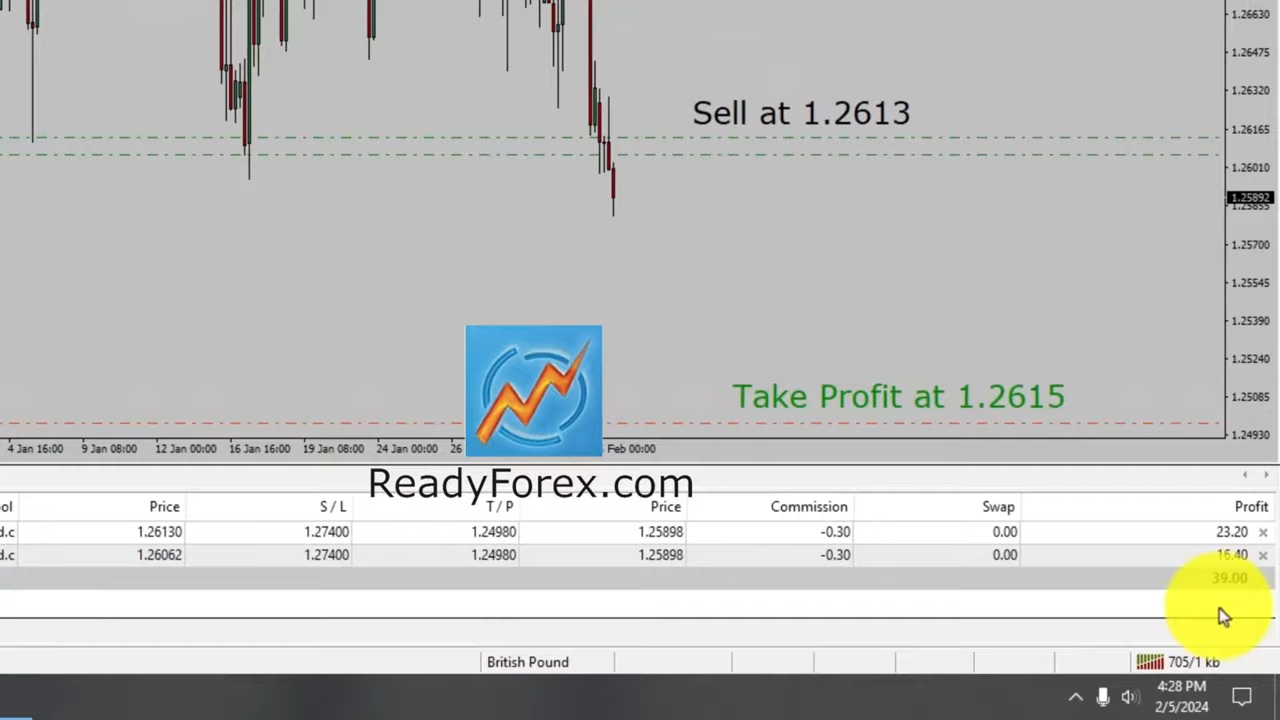 1.26630
1.26475
1.26320
Sell at 1.2613
1.26165
1.26010
1.25892
1.25855
1.25700
1.25545
1.25390
1.25240
Take Profit at 1.2615
1.25085
1.24930
4 Jan 16:00 9 Jan 08:00 12 Jan 00:00 16 Jan 16:00 19 Jan 08:00 24 Jan 00:00 26 Feb 00:00
ReadyForex.com
ol Price S / L T / P Price Commission Swap Profit
d.c 1.26130 1.27400 1.24980 1.25898 -0.30 0.00 23.20
d.c 1.26062 1.27400 1.24980 1.25898 -0.30 0.00 16.40
39.00
British Pound 705/1 kb
4:28 PM
2/5/2024